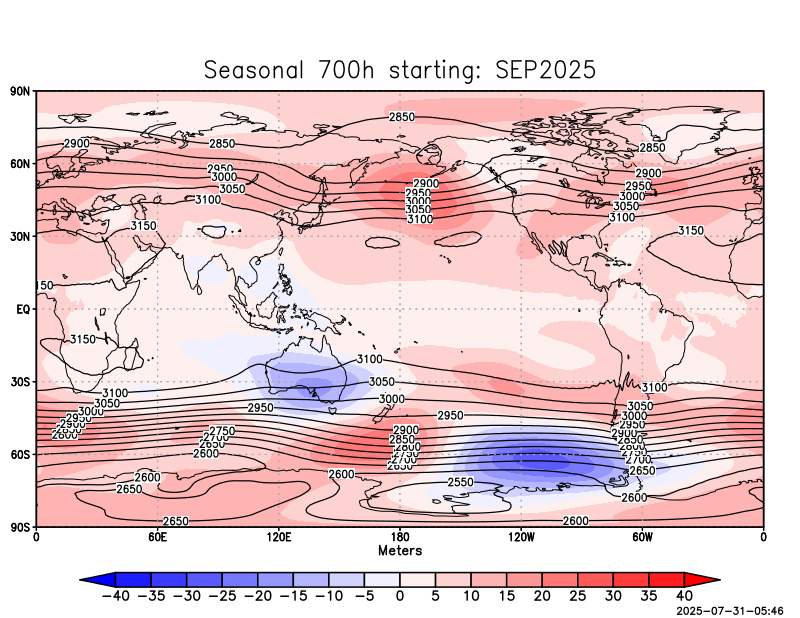 Seasonal 700h starting: SEP2025
90N
2850
2900 2850 2850
60N
2950 2900 2900
3000 2950 2950
3050 3000 3000
3100 3050 3050
3150 3100 3100
30N 3150
150
EQ
3150
3100 3100
30S 3050
3100 3000 3050
3050 2950 2950 3000
3000 2950
2950 2900 2900
2900 2750 2850 2850
2850 2700 2800 2800
2800 2650 2750 2750
60S 2600 2700 2700
2650 2650
2600 2600 2550
2650 2600
2650 2600
90S
0 60E 120E 180 120W 60W 0
Meters
−40 −35 −30 −25 −20 −15 −10 −5 0 5 10 15 20 25 30 35 40
2025-07-31-05:46